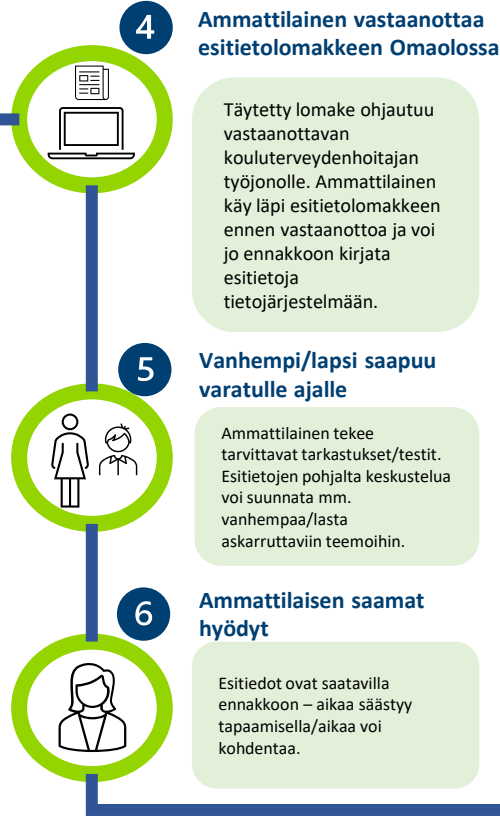 4
Ammattilainen vastaanottaa
esitietolomakkeen Omaolossa
Täytetty lomake ohjautuu
vastaanottavan
kouluterveydenhoitajan
työjonolle. Ammattilainen
käy läpi esitietolomakkeen
ennen vastaanottoa ja voi
jo ennakkoon kirjata
esitietoja
tietojärjestelmään.
5
Vanhempi/lapsi saapuu
varatulle ajalle
Ammattilainen tekee
tarvittavat tarkastukset/testit.
Esitietojen pohjalta keskustelua
voi suunnata mm.
vanhempaa/lasta
askarruttaviin teemoihin.
6
Ammattilaisen saamat
hyödyt
Esitiedot ovat saatavilla
ennakkoon – aikaa säästyy
tapaamisella/aikaa voi
kohdentaa.